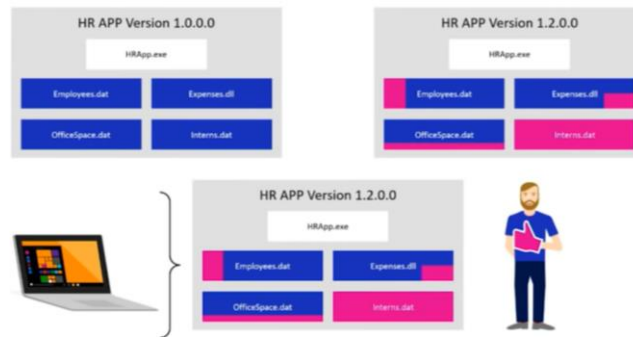 HR APP Version 1.0.0.0
HRApp.exe
Employees.dat Expenses.dll
OfficeSpace.dat Interns.dat
HR APP Version 1.2.0.0
HRApp.exe
Employees.dat Expenses.dll
OfficeSpace.dat Interns.dat
HR APP Version 1.2.0.0
HRApp.exe
Employees.dat Expenses.dll
OfficeSpace.dat Interns.dat